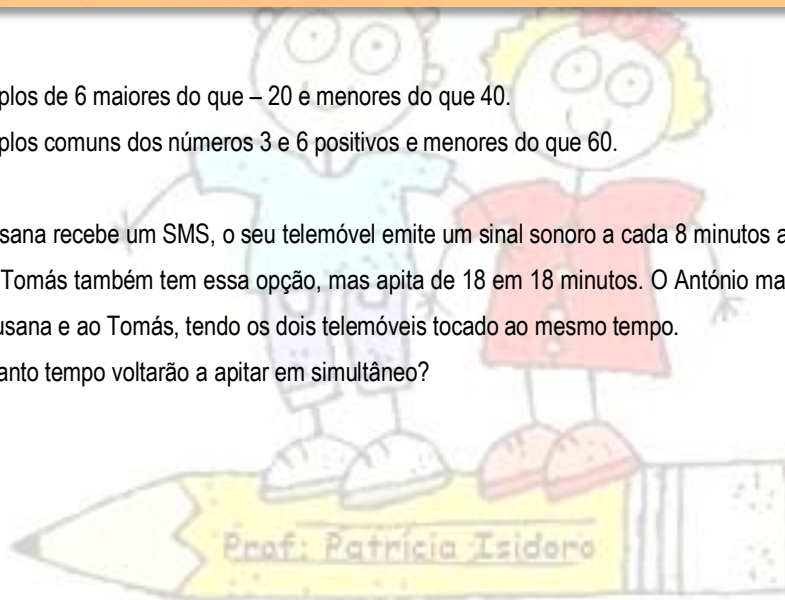 plos de 6 maiores do que – 20 e menores do que 40.
plos comuns dos números 3 e 6 positivos e menores do que 60.
sana recebe um SMS, o seu telemóvel emite um sinal sonoro a cada 8 minutos a
Tomás também tem essa opção, mas apita de 18 em 18 minutos. O António ma
usana e ao Tomás, tendo os dois telemóveis tocado ao mesmo tempo.
anto tempo voltarão a apitar em simultâneo?
Prof: Patrícia Isidoro